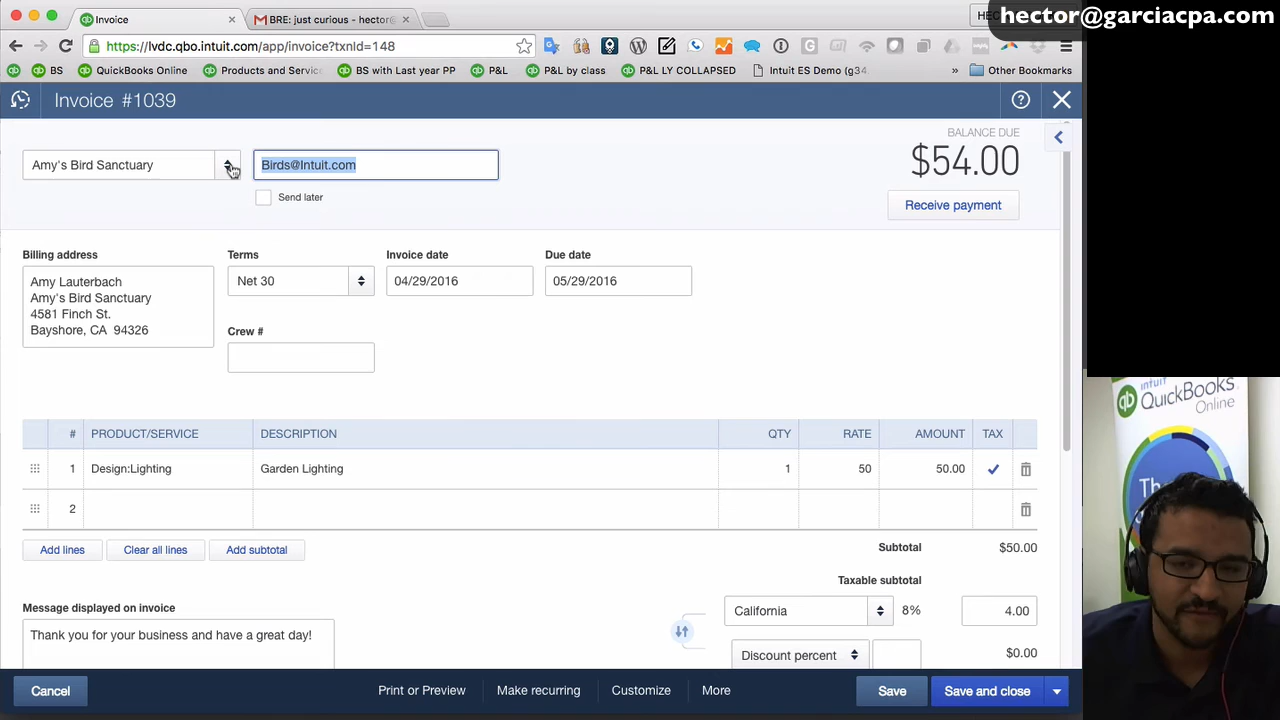 Invoice
BRE: just curious - hector@
hector@garciacpa.com
https://lvdc.qbo.intuit.com/app/invoice?txnId=148
BS
QuickBooks Online
Products and Servic
BS with Last year PP
P&L
P&L by class
P&L LY COLLAPSED
Intuit ES Demo (g34
»
Other Bookmarks
Invoice #1039
BALANCE DUE
$54.00
Amy's Bird Sanctuary
Birds@Intuit.com
Send later
Receive payment
Billing address
Terms
Invoice date
Due date
Amy Lauterbach
Amy's Bird Sanctuary
4581 Finch St.
Bayshore, CA 94326
Net 30
04/29/2016
05/29/2016
Crew #
# PRODUCT/SERVICE DESCRIPTION QTY RATE AMOUNT TAX
1 Design:Lighting Garden Lighting 1 50 50.00
2
Add lines
Clear all lines
Add subtotal
Subtotal $50.00
Taxable subtotal
California 8% 4.00
Discount percent $0.00
Message displayed on invoice
Thank you for your business and have a great day!
Cancel
Print or Preview
Make recurring
Customize
More
Save
Save and close
intuit
qb QuickBooks
Online